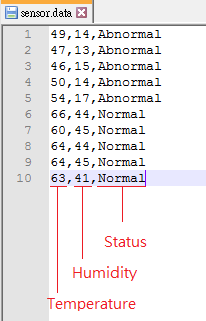 sensor.data
1 49,14,Abnormal
2 47,13,Abnormal
3 46,15,Abnormal
4 50,14,Abnormal
5 54,17,Abnormal
6 66,44,Normal
7 60,45,Normal
8 64,44,Normal
9 64,45,Normal
10 63,41,Normal
Status
Humidity
Temperature